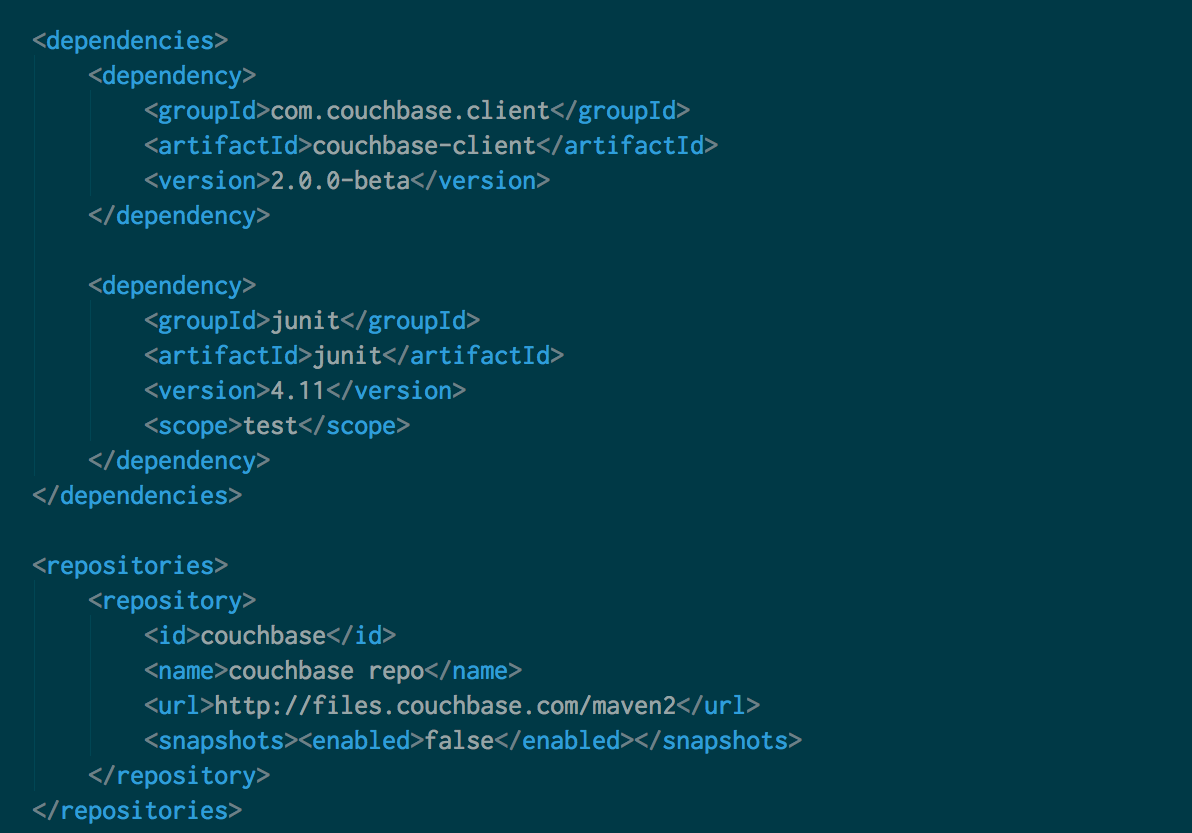 <dependencies>
    <dependency>
        <groupId>com.couchbase.client</groupId>
        <artifactId>couchbase-client</artifactId>
        <version>2.0.0-beta</version>
    </dependency>

    <dependency>
        <groupId>junit</groupId>
        <artifactId>junit</artifactId>
        <version>4.11</version>
        <scope>test</scope>
    </dependency>
</dependencies>

<repositories>
    <repository>
        <id>couchbase</id>
        <name>couchbase repo</name>
        <url>http://files.couchbase.com/maven2</url>
        <snapshots><enabled>false</enabled></snapshots>
    </repository>
</repositories>